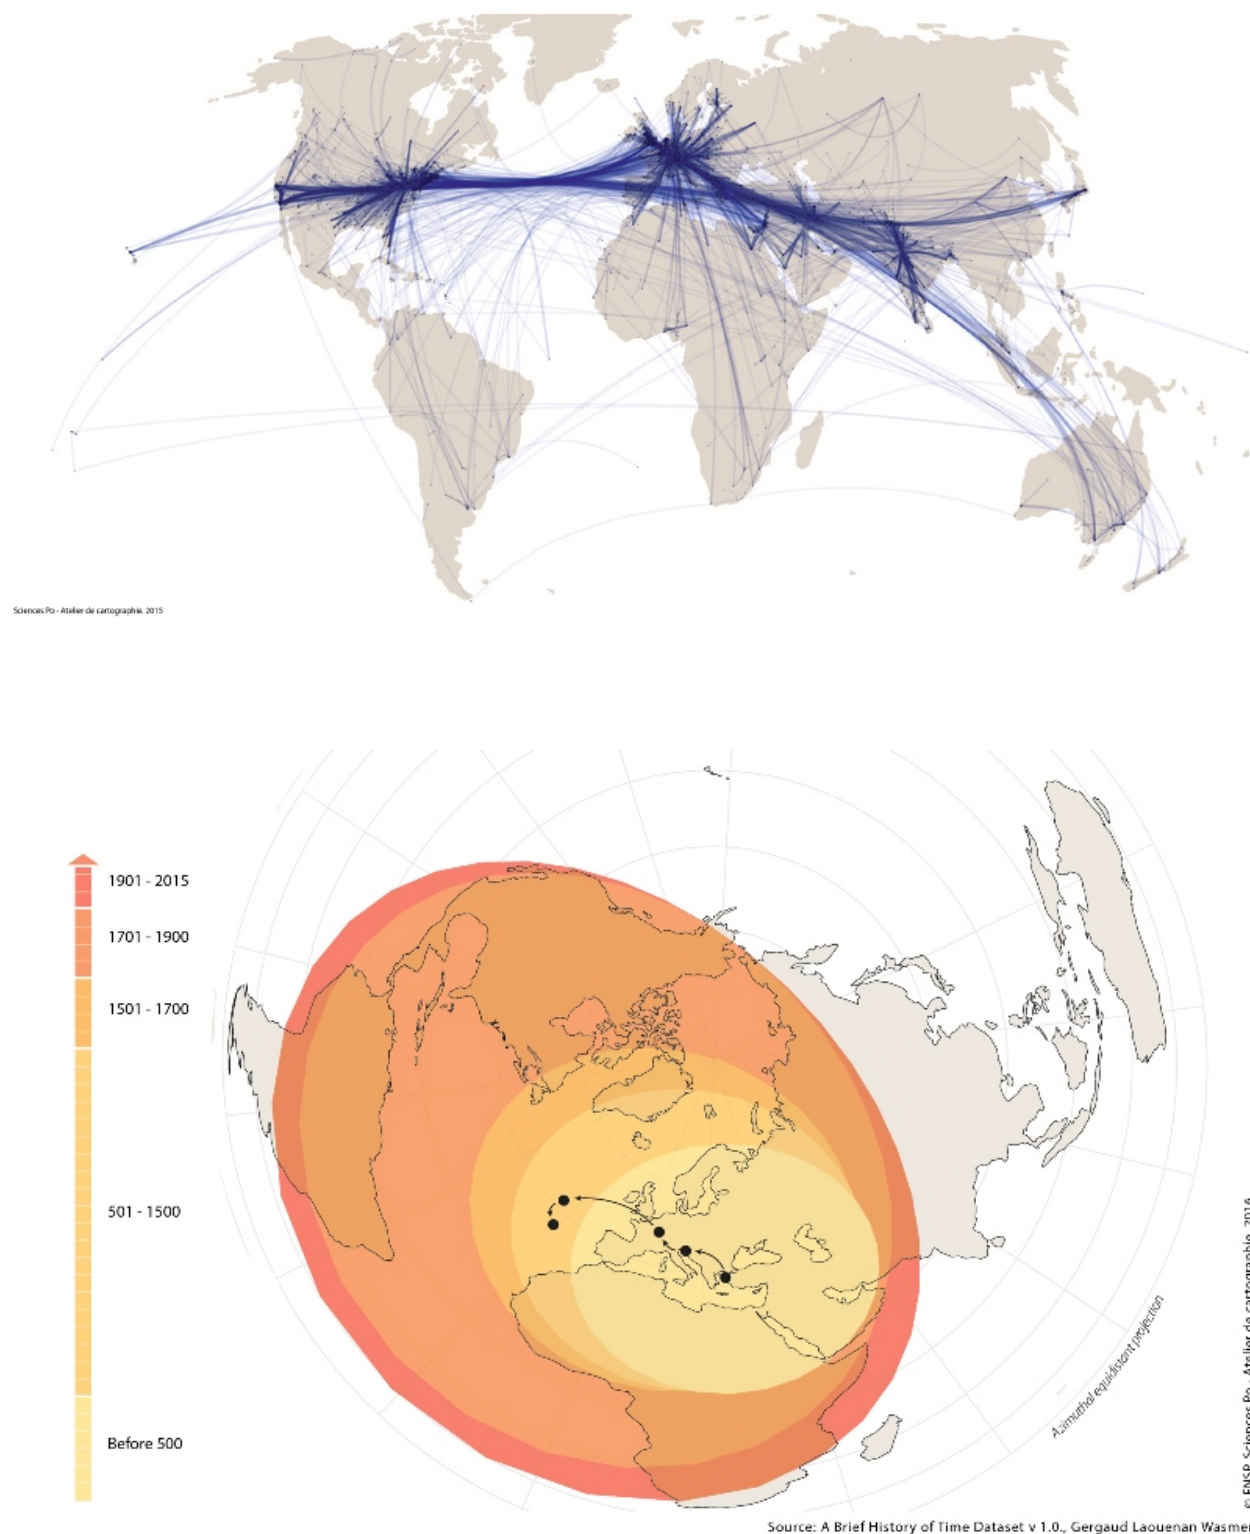 Sciences Po - Atelier de cartographie. 2015
1901 - 2015
1701 - 1900
1501 - 1700
501 - 1500
Before 500
Azimuthal equidistant projection
© FNSP. Sciences Po - Atelier de cartographie, 2016
Source: A Brief History of Time Dataset v 1.0., Gergaud Laouenan Wasmer